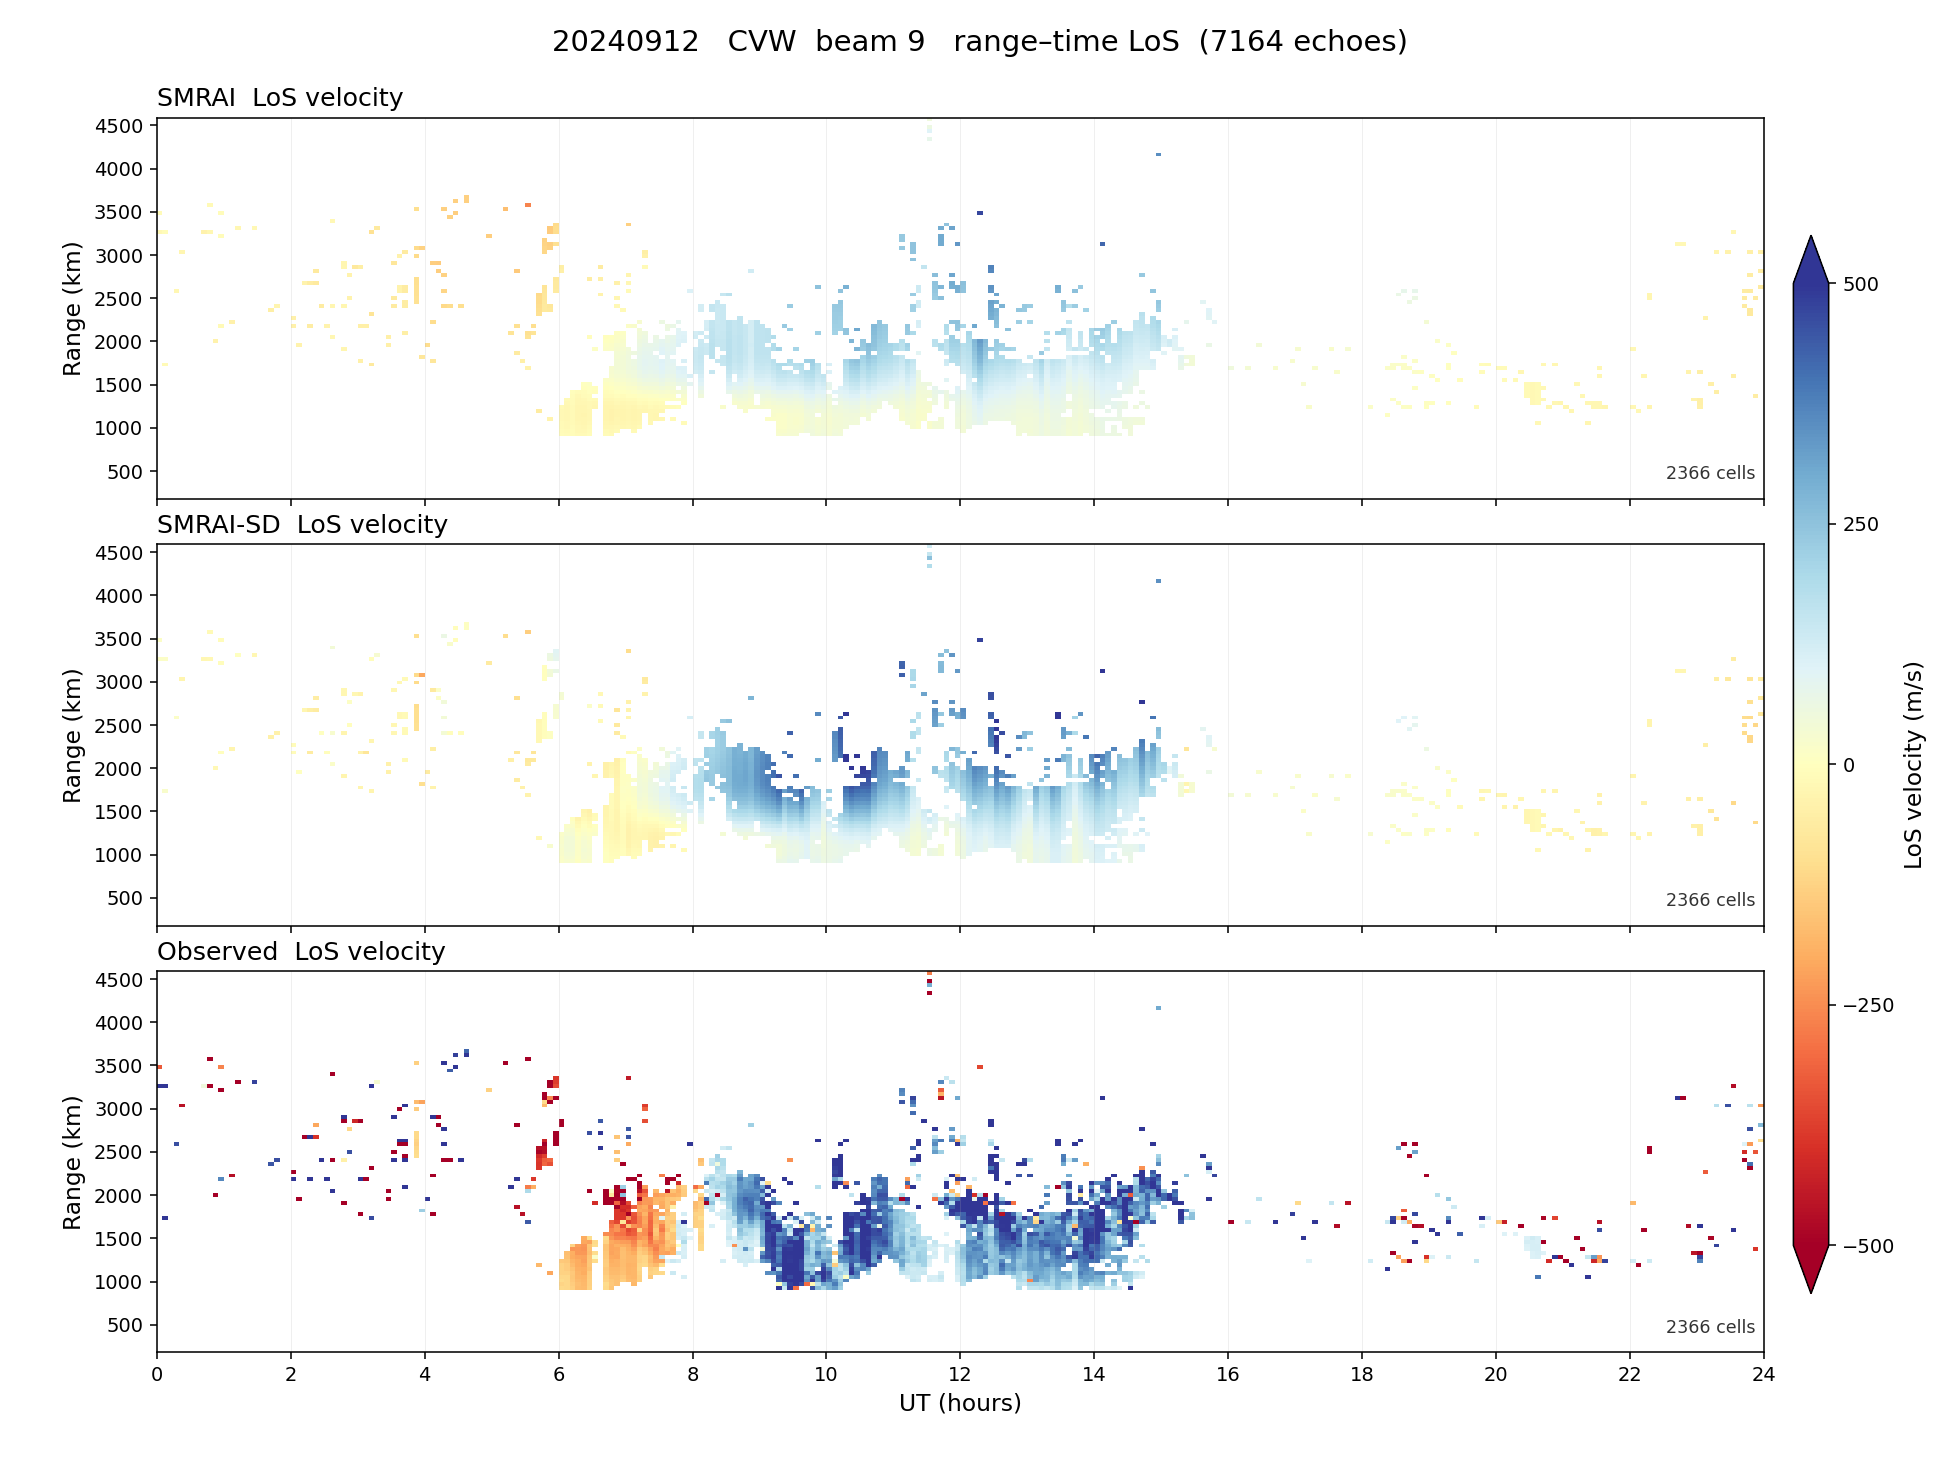 20240912   CVW  beam 9   range–time LoS  (7164 echoes)
SMRAI  LoS velocity
4500
4000
3500
3000
2500
2000
1500
1000
500
Range (km)
2366 cells
SMRAI-SD  LoS velocity
4500
4000
3500
3000
2500
2000
1500
1000
500
Range (km)
2366 cells
Observed  LoS velocity
4500
4000
3500
3000
2500
2000
1500
1000
500
Range (km)
2366 cells
0 2 4 6 8 10 12 14 16 18 20 22 24
UT (hours)
500
250
0
−250
−500
LoS velocity (m/s)